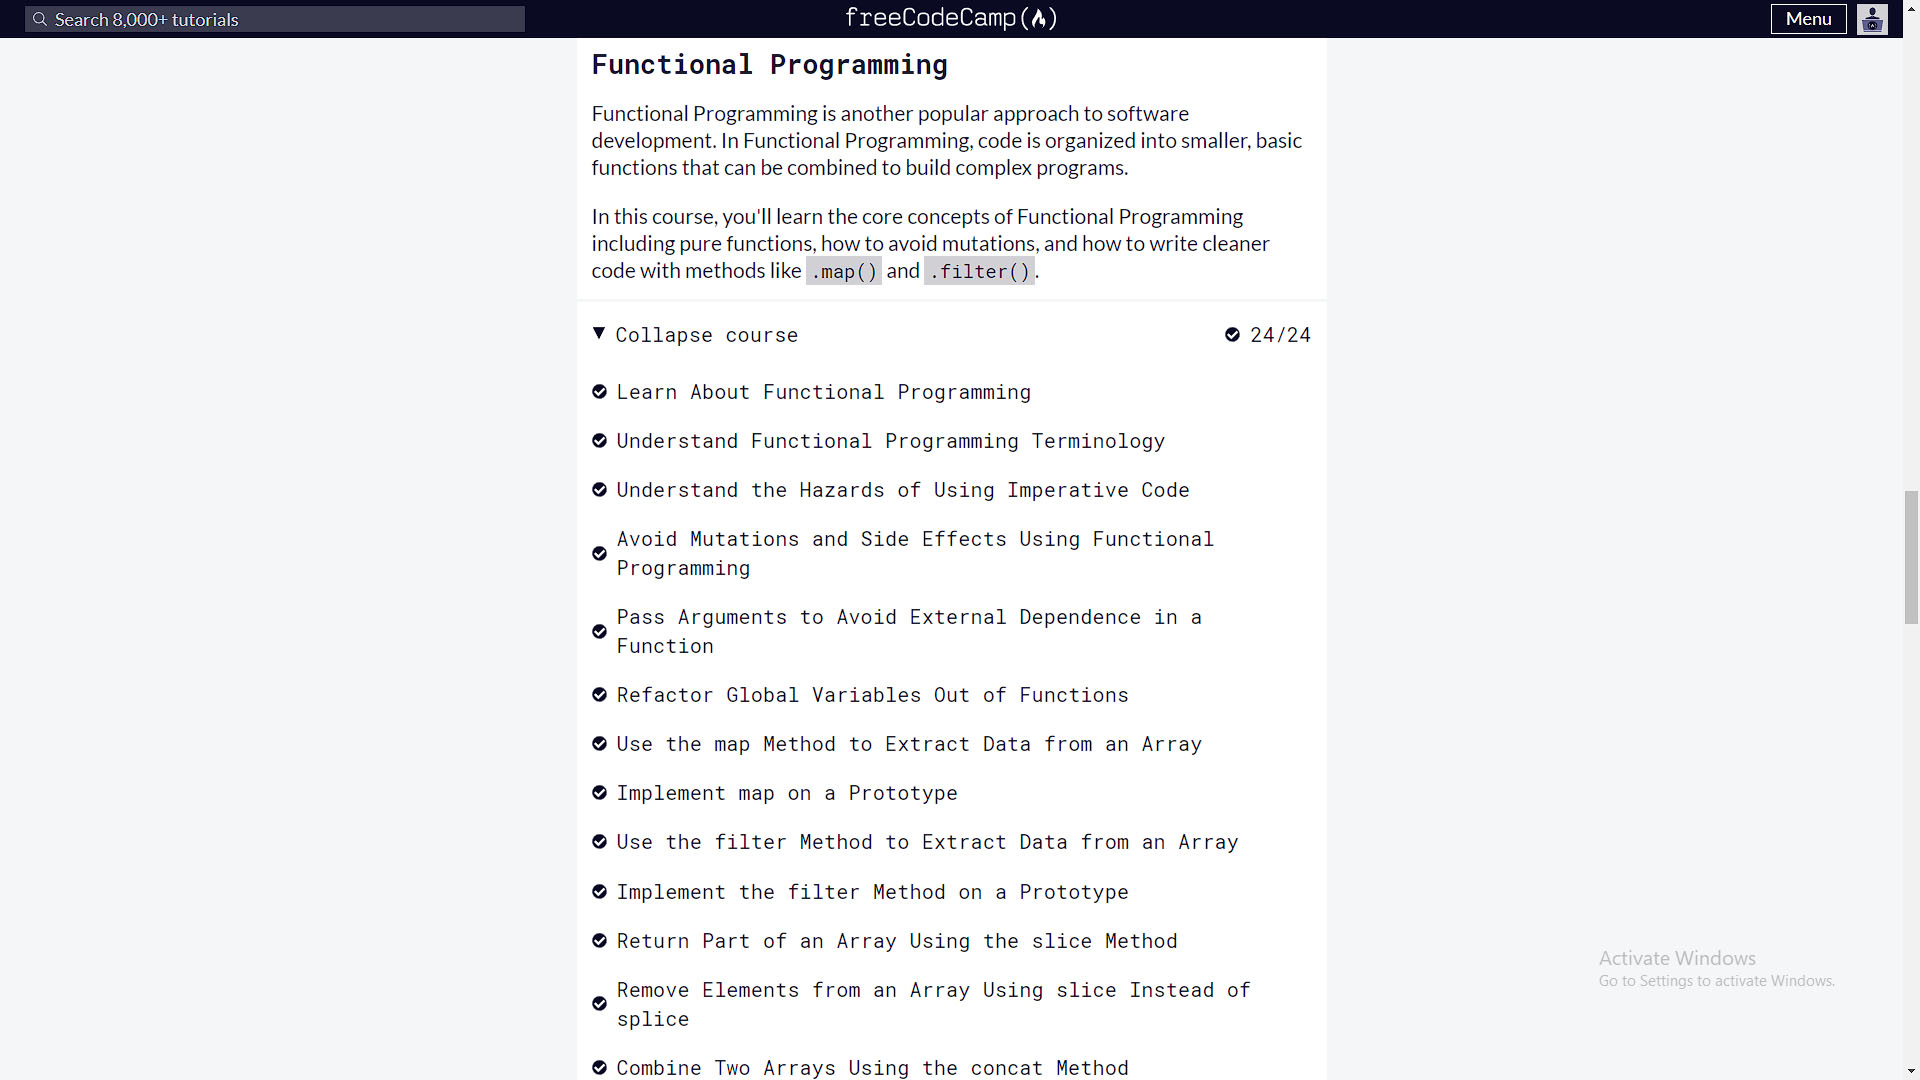 Search 8,000+ tutorials
freeCodeCamp(🔥)
Menu
Functional Programming
Functional Programming is another popular approach to software
development. In Functional Programming, code is organized into smaller, basic
functions that can be combined to build complex programs.
In this course, you'll learn the core concepts of Functional Programming
including pure functions, how to avoid mutations, and how to write cleaner
code with methods like .map() and .filter().
Collapse course
24/24
Learn About Functional Programming
Understand Functional Programming Terminology
Understand the Hazards of Using Imperative Code
Avoid Mutations and Side Effects Using Functional
Programming
Pass Arguments to Avoid External Dependence in a
Function
Refactor Global Variables Out of Functions
Use the map Method to Extract Data from an Array
Implement map on a Prototype
Use the filter Method to Extract Data from an Array
Implement the filter Method on a Prototype
Return Part of an Array Using the slice Method
Remove Elements from an Array Using slice Instead of
splice
Combine Two Arrays Using the concat Method
Activate Windows
Go to Settings to activate Windows.